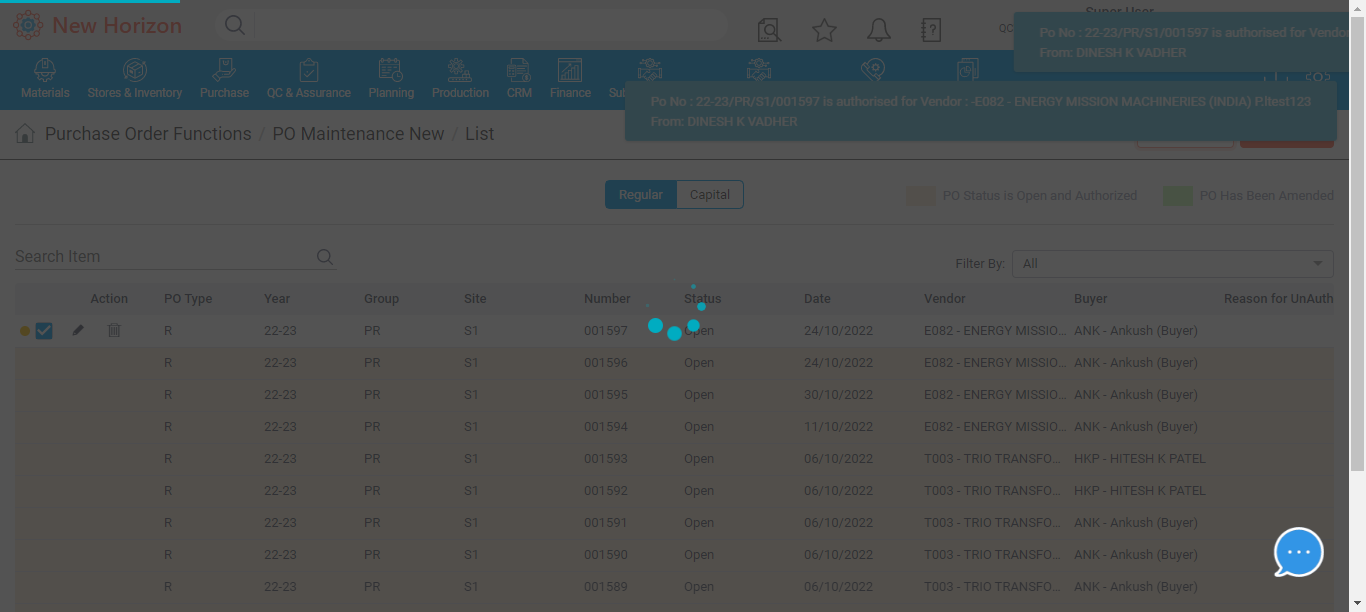 New Horizon
Super User
QC
Po No : 22-23/PR/S1/001597 is authorised for Vendor
From: DINESH K VADHER
Materials
Stores & Inventory
Purchase
QC & Assurance
Planning
Production
CRM
Finance
Sub
Po No : 22-23/PR/S1/001597 is authorised for Vendor : -E082 - ENERGY MISSION MACHINERIES (INDIA) P.ltest123
From: DINESH K VADHER
Purchase Order Functions / PO Maintenance New / List
Regular
Capital
PO Status is Open and Authorized
PO Has Been Amended
Search Item
Filter By: All
Action PO Type Year Group Site Number Status Date Vendor Buyer Reason for UnAuth
R 22-23 PR S1 001597 Open 24/10/2022 E082 - ENERGY MISSIO... ANK - Ankush (Buyer)
R 22-23 PR S1 001596 Open 24/10/2022 E082 - ENERGY MISSIO... ANK - Ankush (Buyer)
R 22-23 PR S1 001595 Open 30/10/2022 E082 - ENERGY MISSIO... ANK - Ankush (Buyer)
R 22-23 PR S1 001594 Open 11/10/2022 E082 - ENERGY MISSIO... ANK - Ankush (Buyer)
R 22-23 PR S1 001593 Open 06/10/2022 T003 - TRIO TRANSFO... HKP - HITESH K PATEL
R 22-23 PR S1 001592 Open 06/10/2022 T003 - TRIO TRANSFO... HKP - HITESH K PATEL
R 22-23 PR S1 001591 Open 06/10/2022 T003 - TRIO TRANSFO... ANK - Ankush (Buyer)
R 22-23 PR S1 001590 Open 06/10/2022 T003 - TRIO TRANSFO... ANK - Ankush (Buyer)
R 22-23 PR S1 001589 Open 06/10/2022 T003 - TRIO TRANSFO... ANK - Ankush (Buyer)